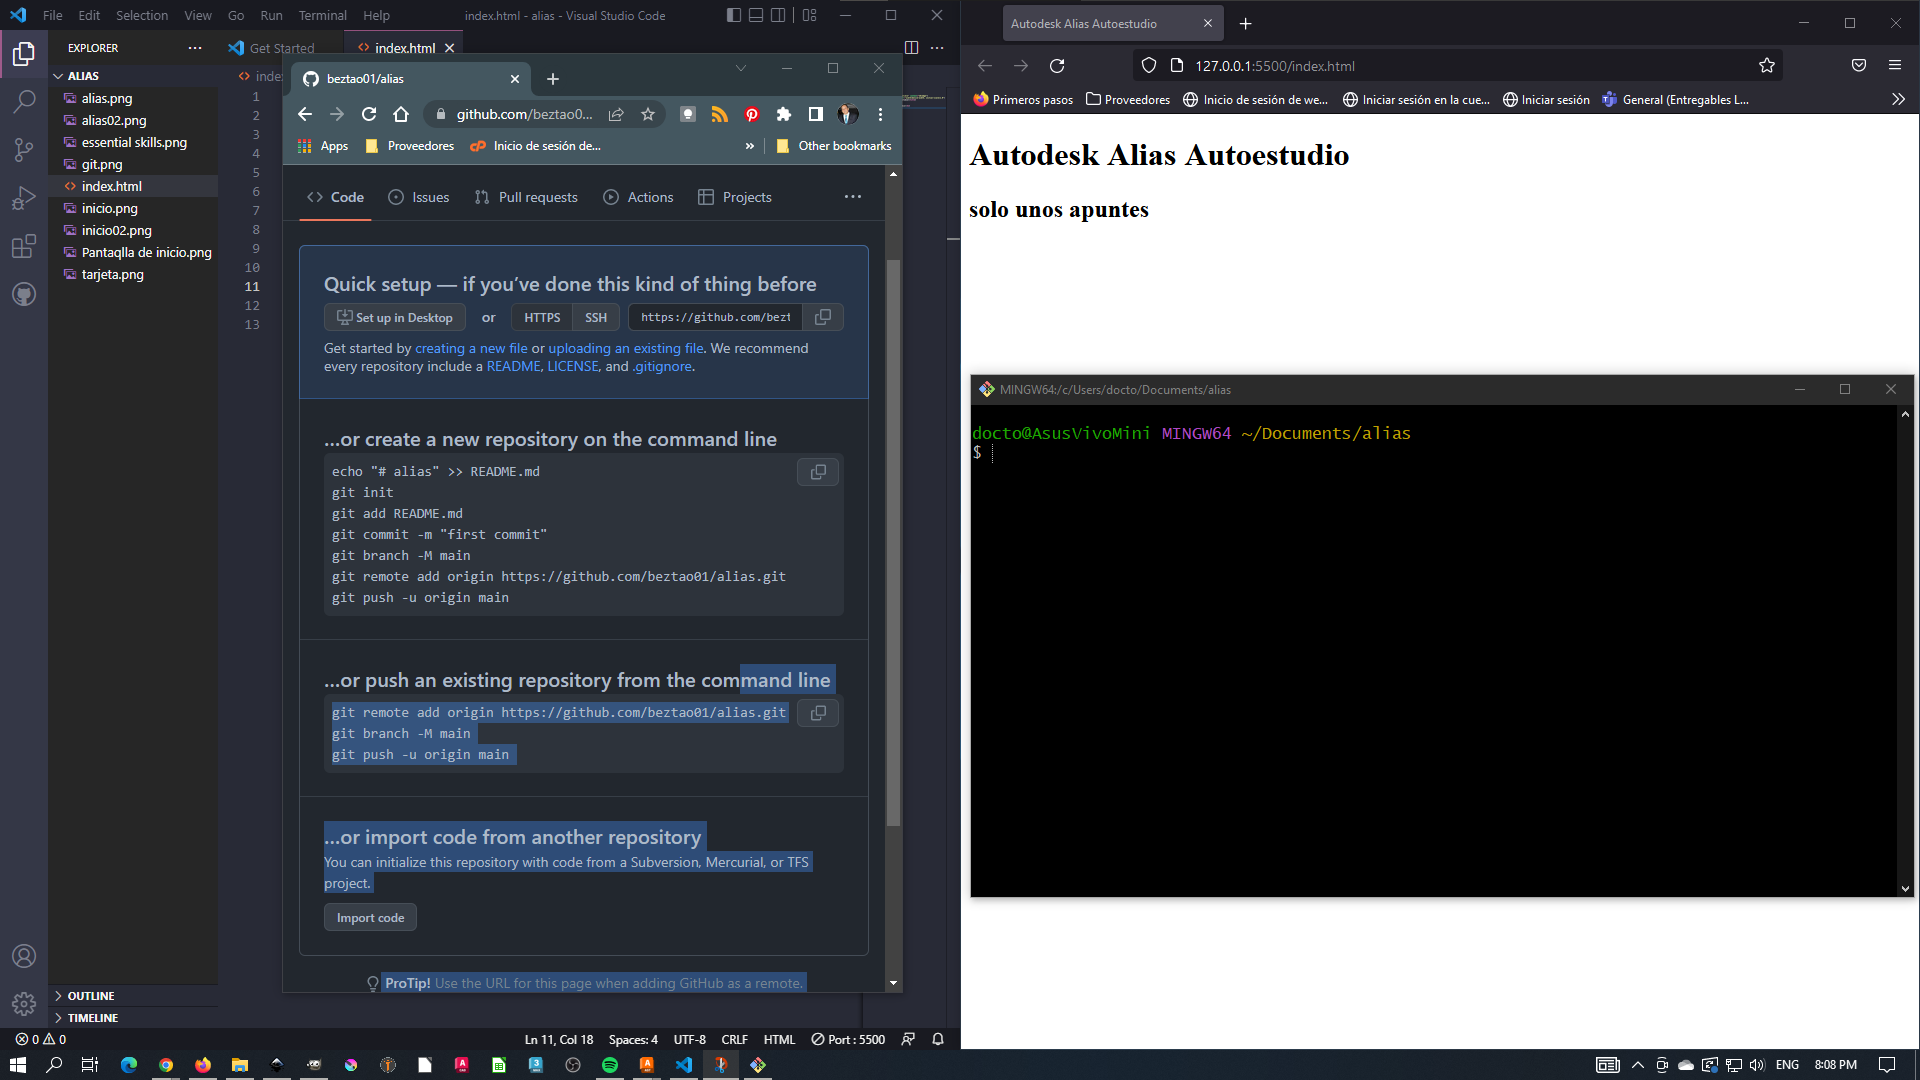 File Edit Selection View Go Run Terminal Help
index.html - alias - Visual Studio Code
EXPLORER
Get Started
index.html
ALIAS
alias.png
alias02.png
essential skills.png
git.png
index.html
inicio.png
inicio02.png
Pantaqlla de inicio.png
tarjeta.png
OUTLINE
TIMELINE
1
2
3
4
5
6
7
8
9
10
11
12
13
beztao01/alias
github.com/beztao0...
Apps Proveedores Inicio de sesión de... » Other bookmarks
Code Issues Pull requests Actions Projects
Quick setup — if you’ve done this kind of thing before
Set up in Desktop or HTTPS SSH https://github.com/bezt
Get started by creating a new file or uploading an existing file. We recommend
every repository include a README, LICENSE, and .gitignore.
...or create a new repository on the command line
echo "# alias" >> README.md
git init
git add README.md
git commit -m "first commit"
git branch -M main
git remote add origin https://github.com/beztao01/alias.git
git push -u origin main
...or push an existing repository from the command line
git remote add origin https://github.com/beztao01/alias.git
git branch -M main
git push -u origin main
...or import code from another repository
You can initialize this repository with code from a Subversion, Mercurial, or TFS
project.
Import code
ProTip! Use the URL for this page when adding GitHub as a remote.
0 0 Ln 11, Col 18 Spaces: 4 UTF-8 CRLF HTML Port : 5500
Autodesk Alias Autoestudio
127.0.0.1:5500/index.html
Primeros pasos Proveedores Inicio de sesión de we... Iniciar sesión en la cue... Iniciar sesión General (Entregables L... »
Autodesk Alias Autoestudio
solo unos apuntes
MINGW64:/c/Users/docto/Documents/alias
docto@AsusVivoMini MINGW64 ~/Documents/alias
$
ENG 8:08 PM